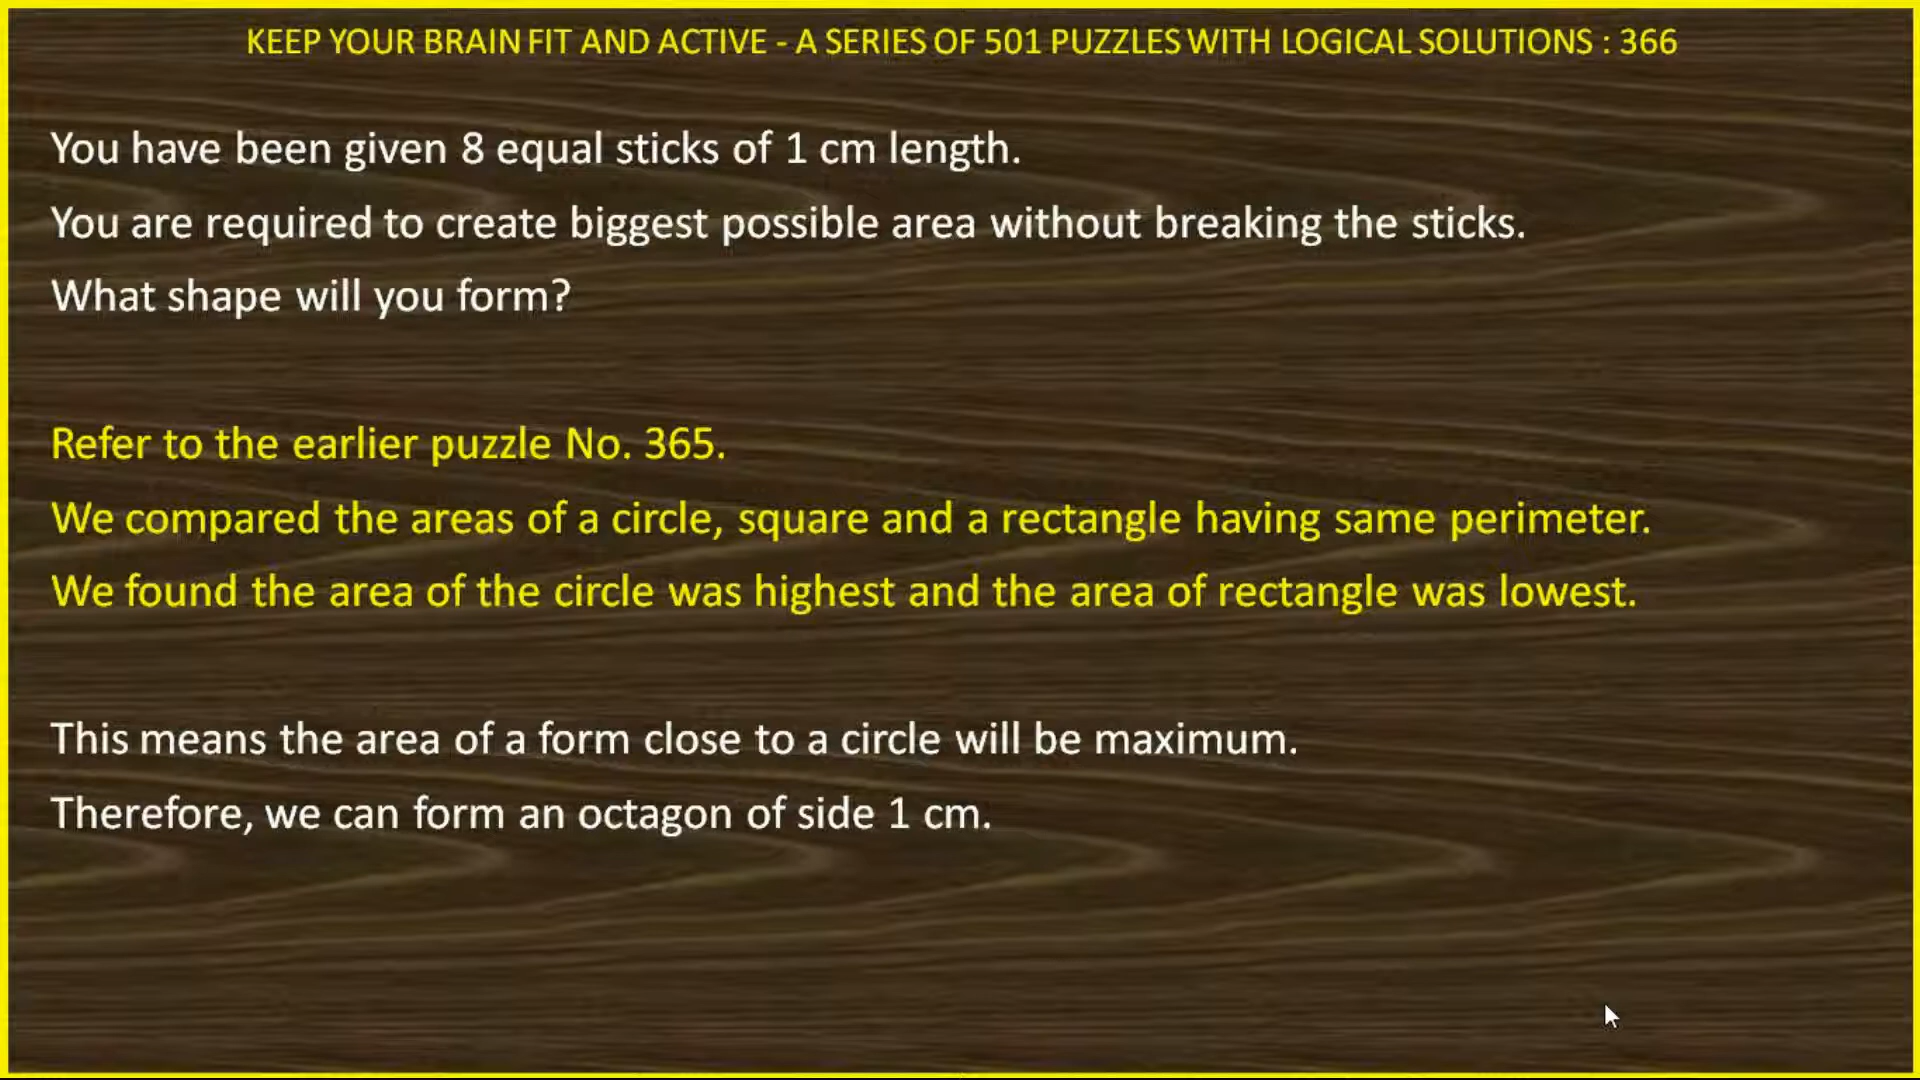 KEEP YOUR BRAIN FIT AND ACTIVE - A SERIES OF 501 PUZZLES WITH LOGICAL SOLUTIONS : 366
You have been given 8 equal sticks of 1 cm length.
You are required to create biggest possible area without breaking the sticks.
What shape will you form?
Refer to the earlier puzzle No. 365.
We compared the areas of a circle, square and a rectangle having same perimeter.
We found the area of the circle was highest and the area of rectangle was lowest.
This means the area of a form close to a circle will be maximum.
Therefore, we can form an octagon of side 1 cm.